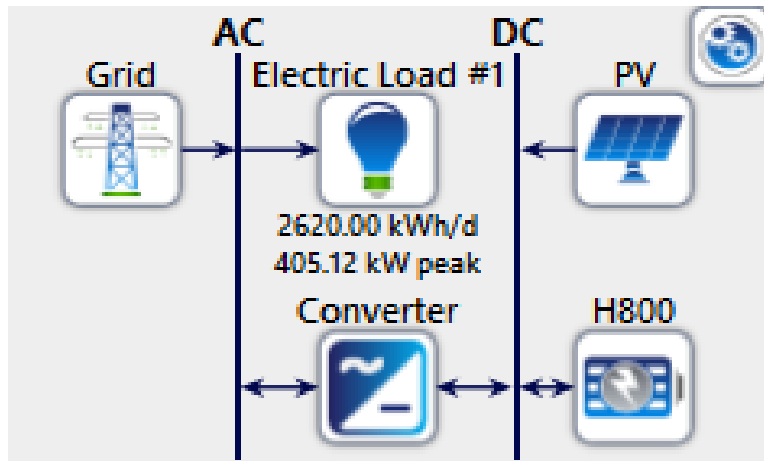 AC
DC
Grid
Electric Load #1
PV
2620.00 kWh/d
405.12 kW peak
Converter
H800